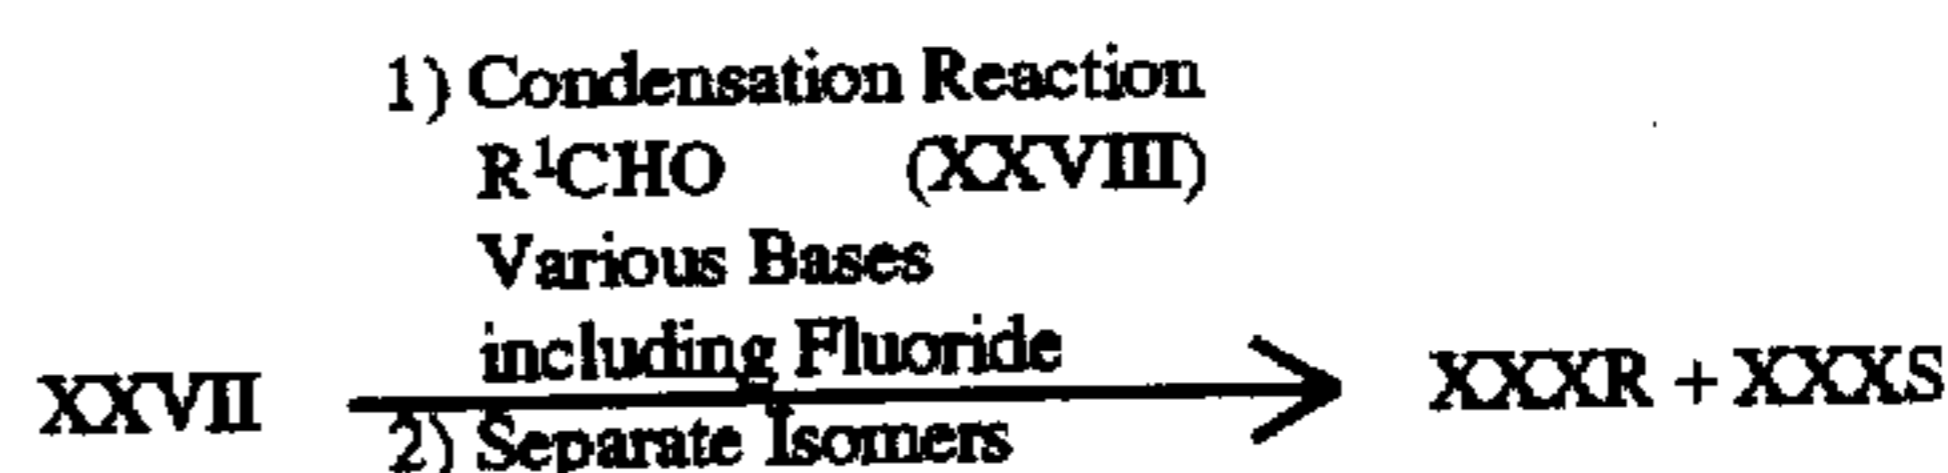 1) Condensation Reaction
R¹CHO (XXVIII)
Various Bases
including Fluoride
XXVII XXXR + XXXS
2) Separate Isomers